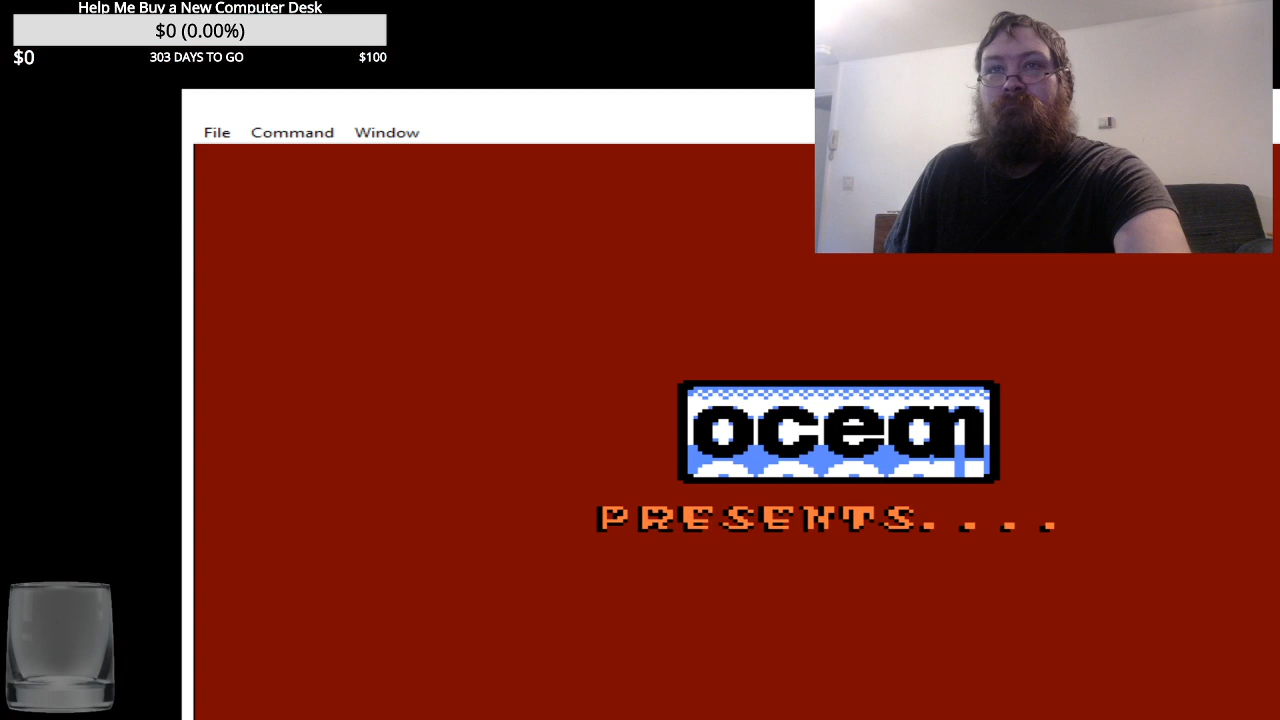 Help Me Buy a New Computer Desk
$0 (0.00%)
$0 303 DAYS TO GO $100
File Command Window
ocean
PRESENTS....